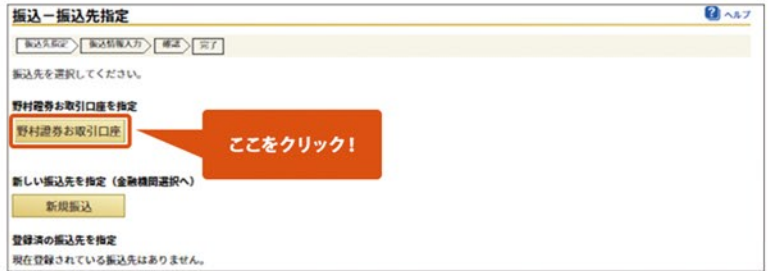 振込－振込先指定
ヘルプ
振込先指定 振込情報入力 確認 完了
振込先を選択してください。
野村證券お取引口座を指定
野村證券お取引口座
ここをクリック！
新しい振込先を指定（金融機関選択へ）
新規振込
登録済の振込先を指定
現在登録されている振込先はありません。